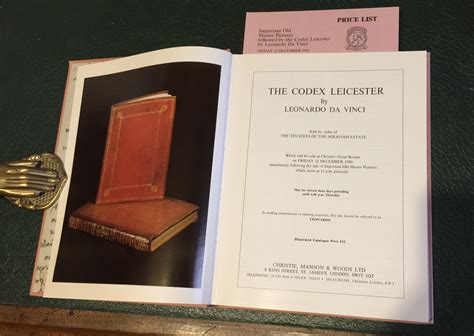 PRICE LIST
Important Old
Master Pictures
followed by the Codex Leicester
by Leonardo Da Vinci
FRIDAY 12 DECEMBER 1980
THE CODEX LEICESTER
by
LEONARDO DA VINCI
Sold by order of
THE TRUSTEES OF THE HOLKHAM ESTATE
Which will be sold at Christie's Great Rooms
on FRIDAY 12 DECEMBER 1980
immediately following the sale of Important Old Master Pictures
which starts at 11 a.m. precisely
May be viewed three days preceding
until 4.00 p.m. Thursday
In sending commissions or making enquiries, this sale should be referred to as
LEONARDO
Illustrated Catalogue Price £12
CHRISTIE, MANSON & WOODS LTD
8 KING STREET, ST. JAMES'S, LONDON, SW1Y 6QT